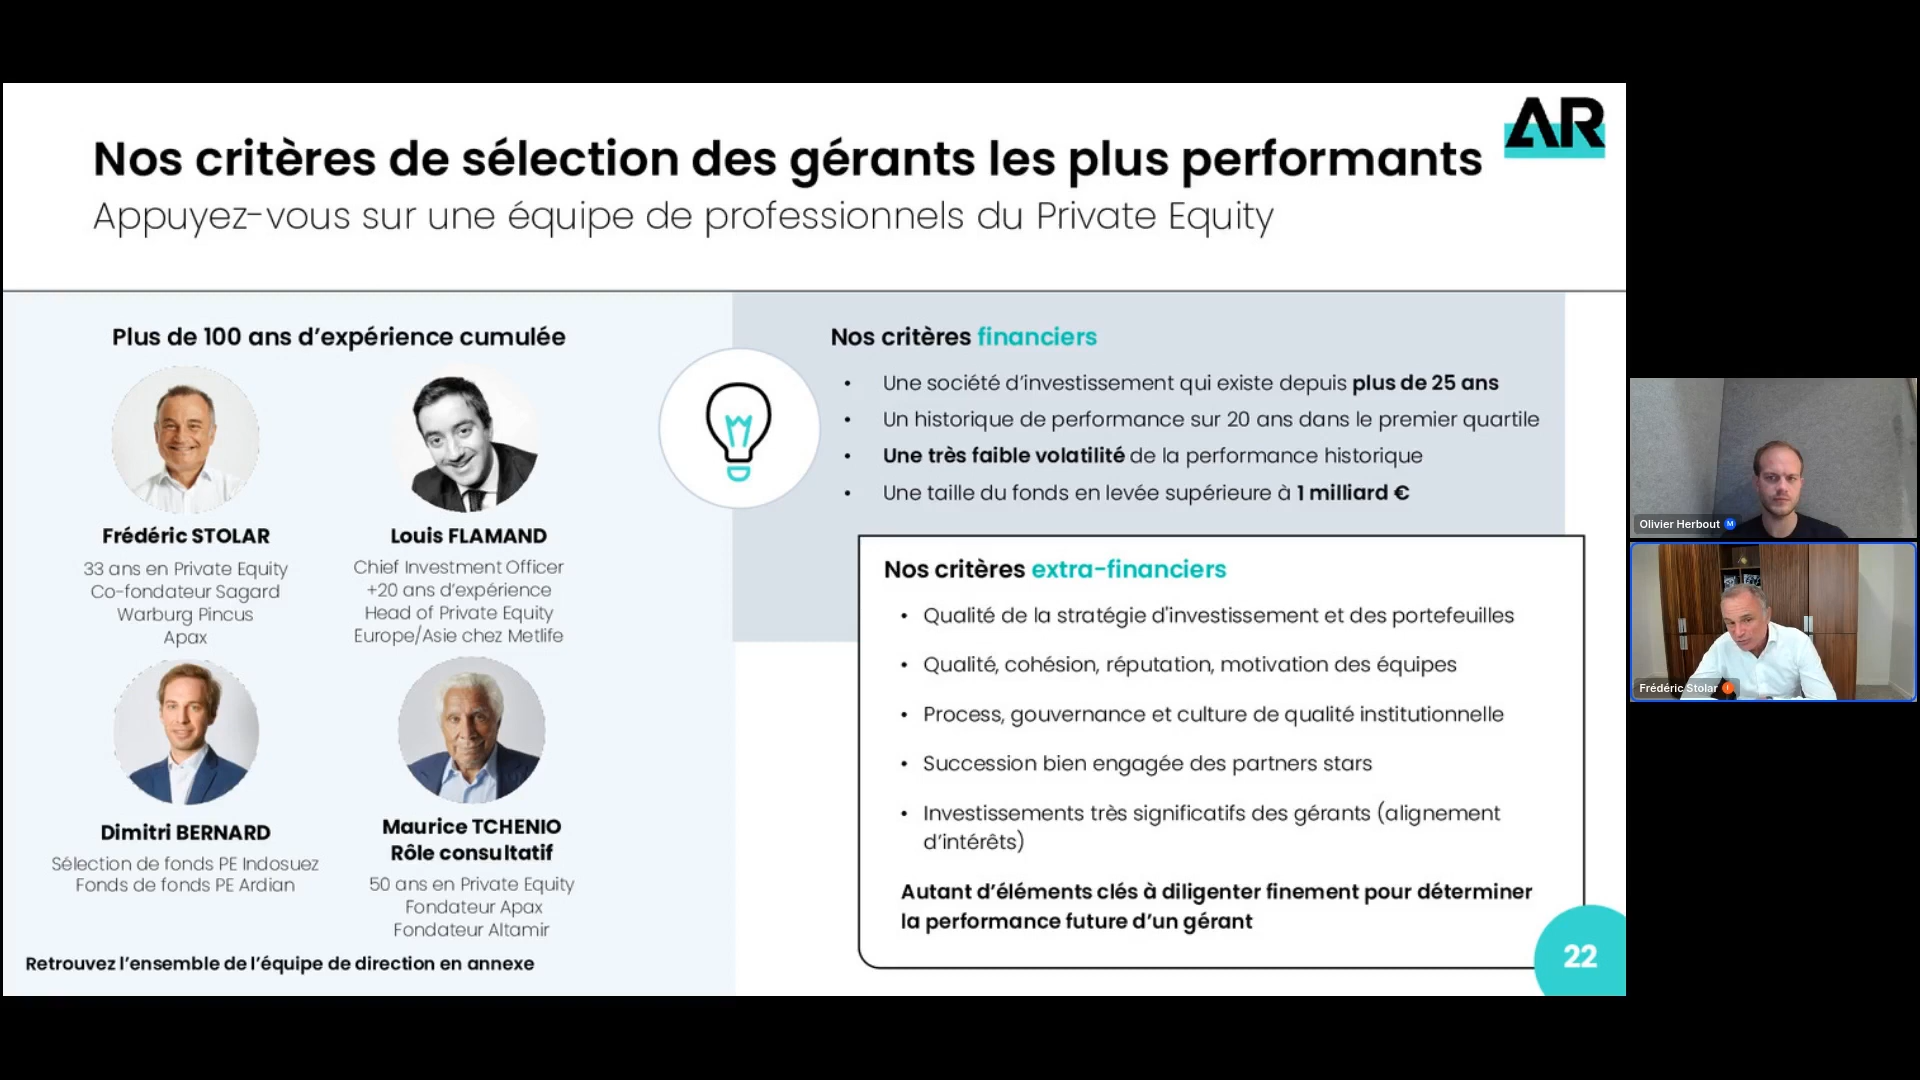 AR
Nos critères de sélection des gérants les plus performants
Appuyez-vous sur une équipe de professionnels du Private Equity
Plus de 100 ans d'expérience cumulée
Frédéric STOLAR
33 ans en Private Equity
Co-fondateur Sagard
Warburg Pincus
Apax
Louis FLAMAND
Chief Investment Officer
+20 ans d'expérience
Head of Private Equity
Europe/Asie chez Metlife
Dimitri BERNARD
Sélection de fonds PE Indosuez
Fonds de fonds PE Ardian
Maurice TCHENIO
Rôle consultatif
50 ans en Private Equity
Fondateur Apax
Fondateur Altamir
Retrouvez l'ensemble de l'équipe de direction en annexe
Nos critères financiers
• Une société d'investissement qui existe depuis plus de 25 ans
• Un historique de performance sur 20 ans dans le premier quartile
• Une très faible volatilité de la performance historique
• Une taille du fonds en levée supérieure à 1 milliard €
Nos critères extra-financiers
• Qualité de la stratégie d'investissement et des portefeuilles
• Qualité, cohésion, réputation, motivation des équipes
• Process, gouvernance et culture de qualité institutionnelle
• Succession bien engagée des partners stars
• Investissements très significatifs des gérants (alignement
d'intérêts)
Autant d'éléments clés à diligenter finement pour déterminer
la performance future d'un gérant
22
Olivier Herbout M
Frédéric Stolar !